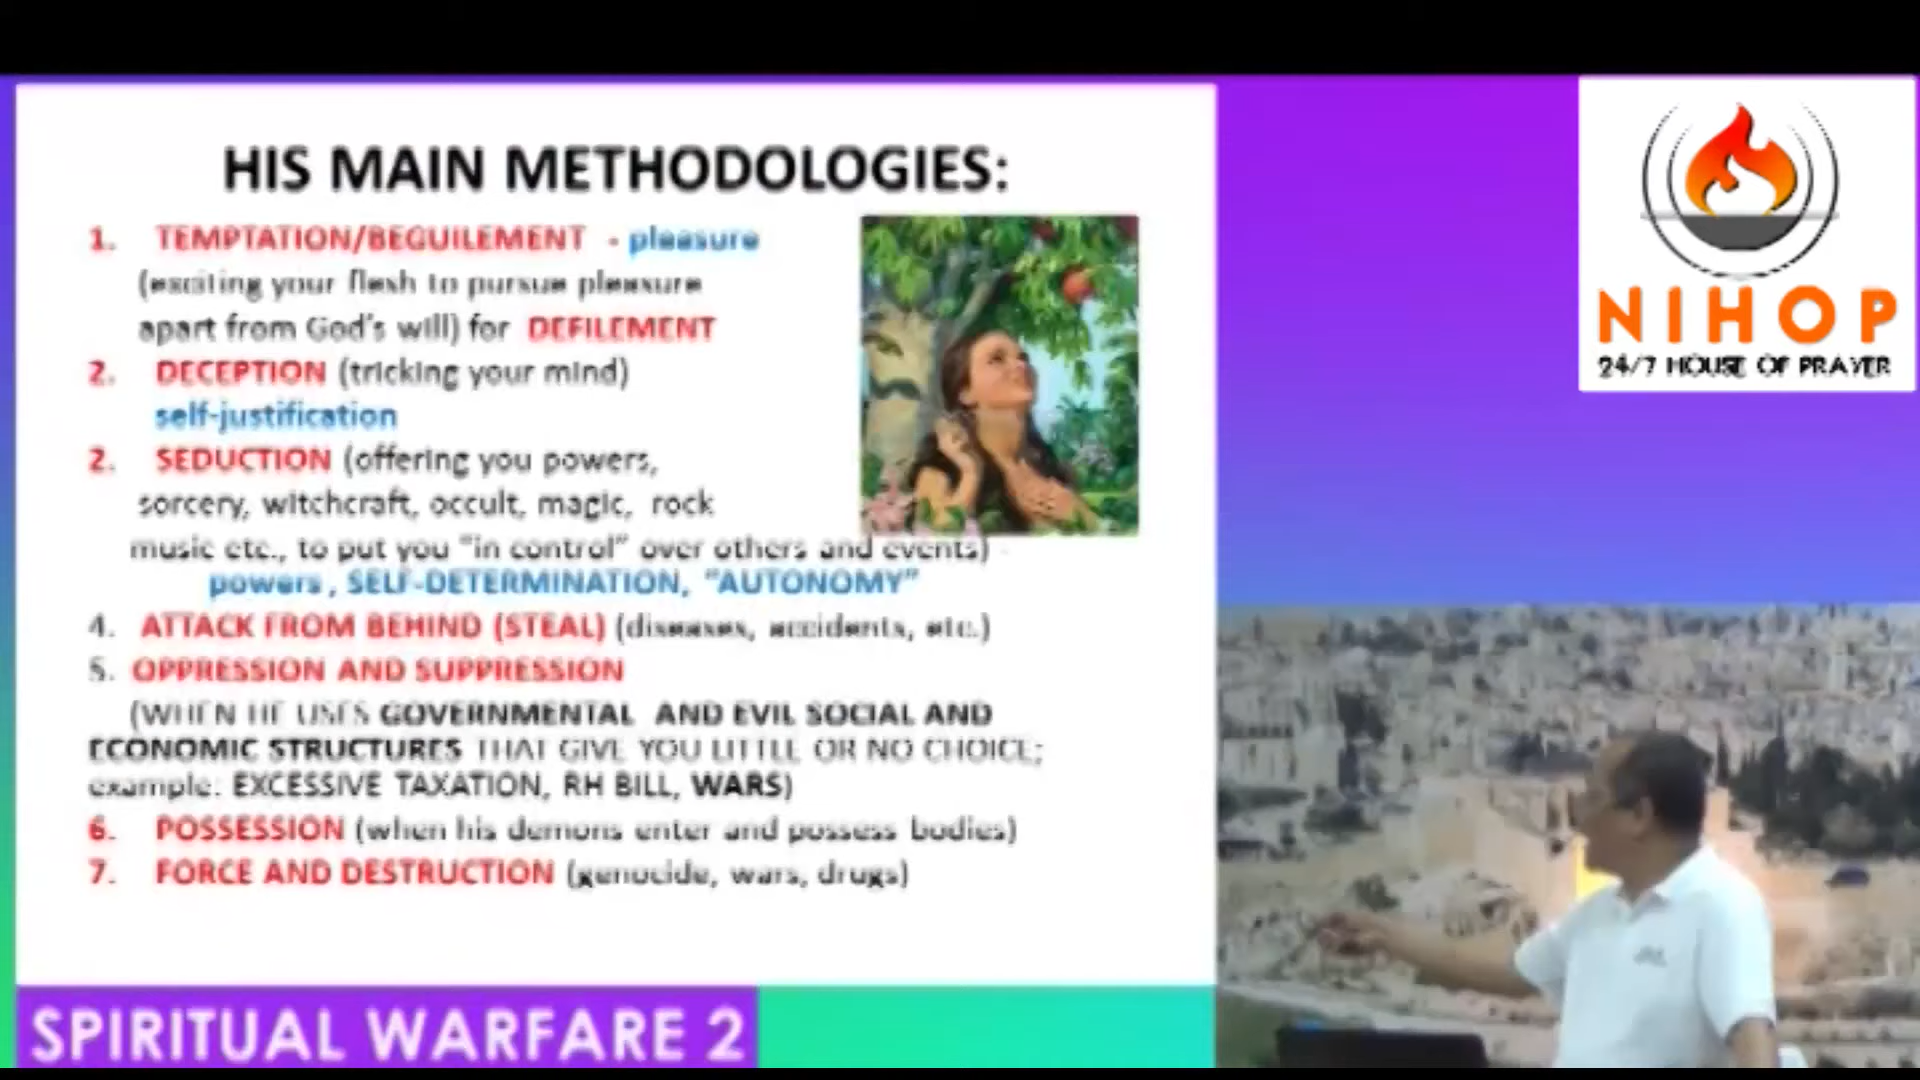 HIS MAIN METHODOLOGIES:
1. TEMPTATION/BEGUILEMENT - pleasure
(exciting your flesh to pursue pleasure
apart from God's will) for DEFILEMENT
2. DECEPTION (tricking your mind)
self-justification
2. SEDUCTION (offering you powers,
sorcery, witchcraft, occult, magic, rock
music etc., to put you "in control" over others and events) -
powers, SELF-DETERMINATION, "AUTONOMY"
4. ATTACK FROM BEHIND (STEAL) (diseases, accidents, etc.)
5. OPPRESSION AND SUPPRESSION
(WHEN HE USES GOVERNMENTAL AND EVIL SOCIAL AND
ECONOMIC STRUCTURES THAT GIVE YOU LITTLE OR NO CHOICE;
example: EXCESSIVE TAXATION, RH BILL, WARS)
6. POSSESSION (when his demons enter and possess bodies)
7. FORCE AND DESTRUCTION (genocide, wars, drugs)
SPIRITUAL WARFARE 2
NIHOP
24/7 HOUSE OF PRAYER